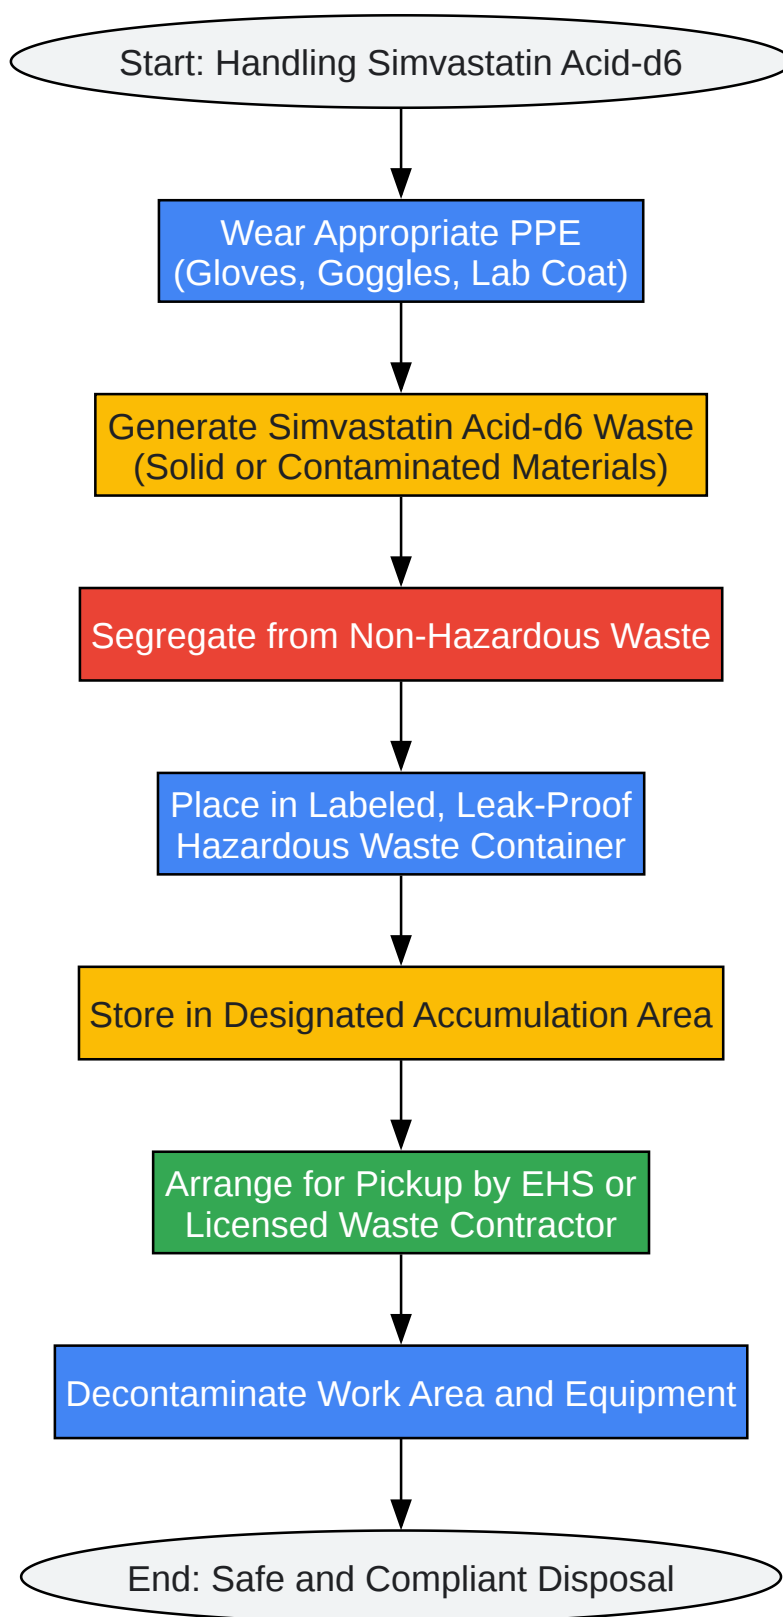 Start: Handling Simvastatin Acid-d6
Wear Appropriate PPE
(Gloves, Goggles, Lab Coat)
Generate Simvastatin Acid-d6 Waste
(Solid or Contaminated Materials)
Segregate from Non-Hazardous Waste
Place in Labeled, Leak-Proof
Hazardous Waste Container
Store in Designated Accumulation Area
Arrange for Pickup by EHS or
Licensed Waste Contractor
Decontaminate Work Area and Equipment
End: Safe and Compliant Disposal